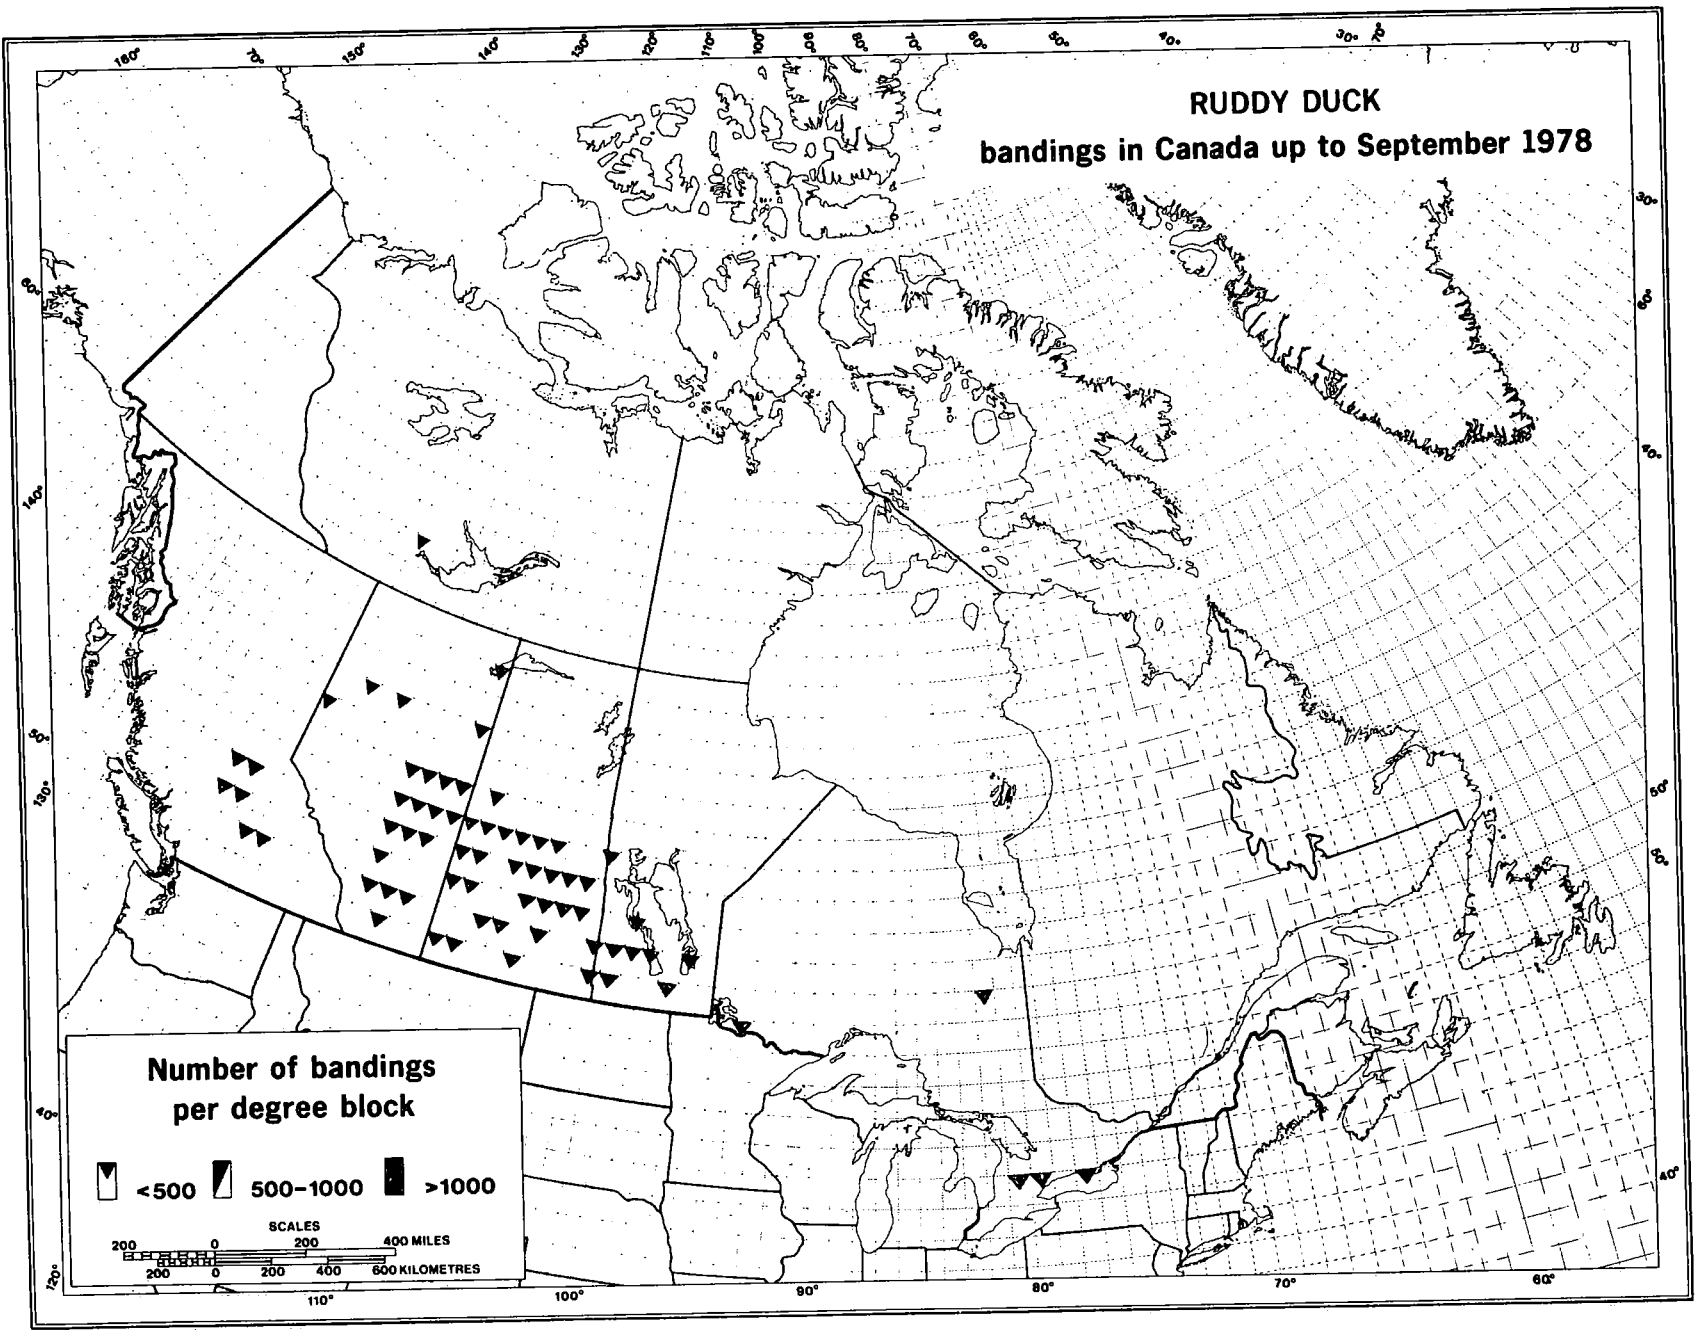 160° 70° 150° 140° 130° 120° 110° 100° 90° 80° 70° 60° 50° 40° 30° 70°
RUDDY DUCK
bandings in Canada up to September 1978
30°
60°
60°
40°
140°
50°
130°
50°
50°
Number of bandings
per degree block
40°
<500 500-1000 >1000
40°
SCALES
200 0 200 400 MILES
200 0 200 400 600 KILOMETRES
120°
110° 100° 90° 80° 70° 60°